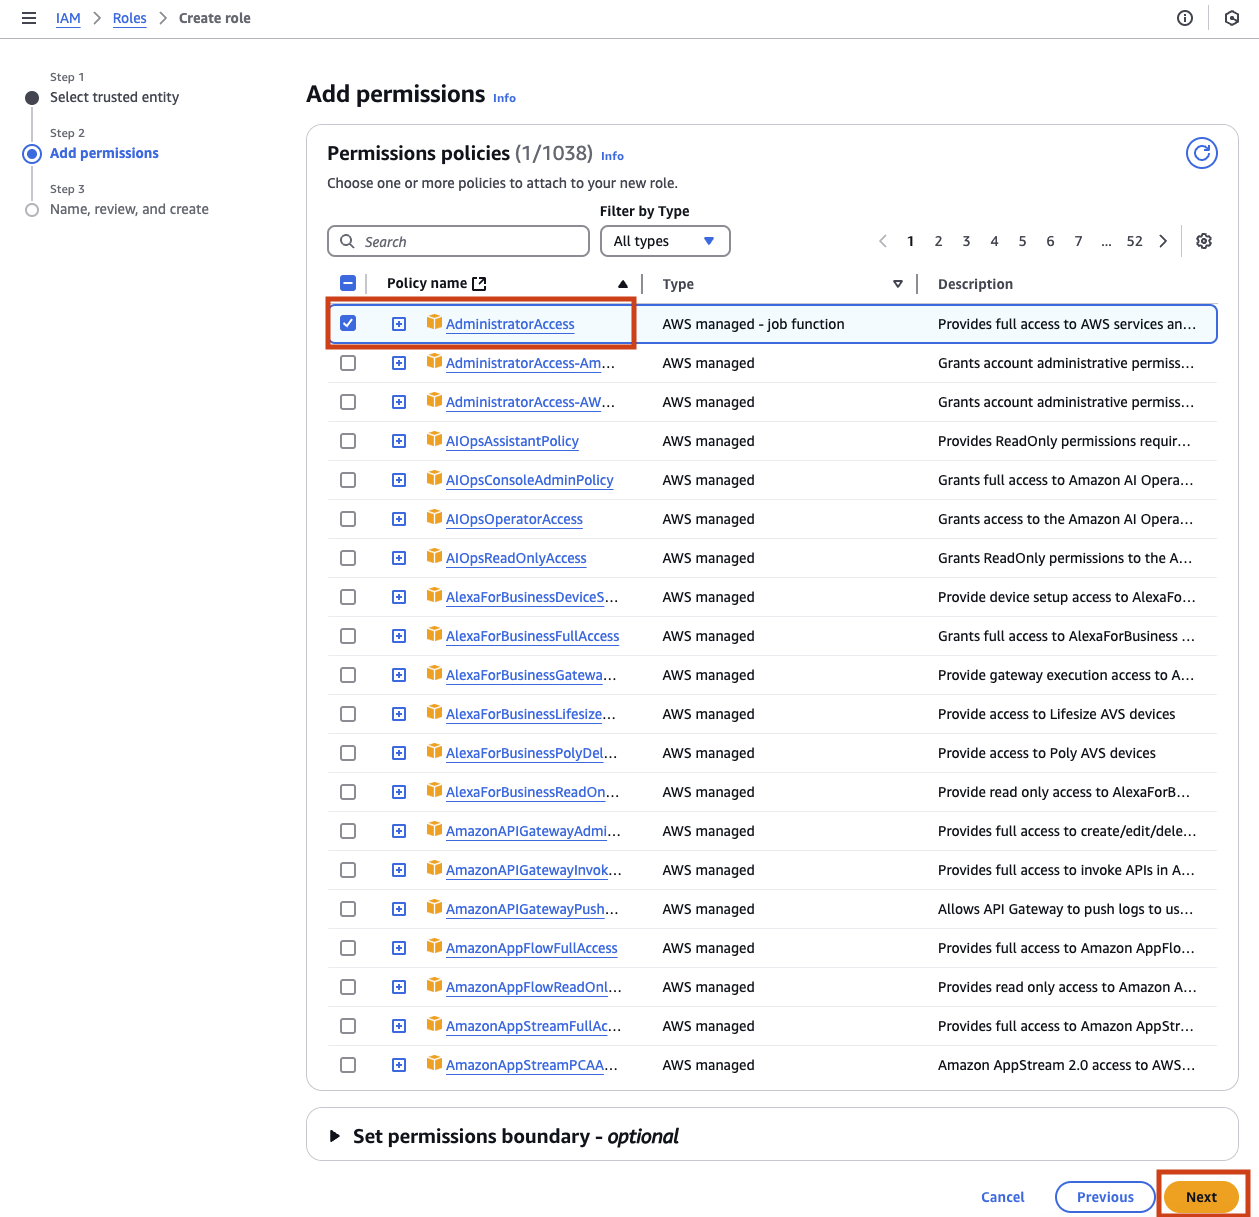 IAM > Roles > Create role
Step 1
Select trusted entity
Step 2
Add permissions
Step 3
Name, review, and create
Add permissions Info
Permissions policies (1/1038) Info
Choose one or more policies to attach to your new role.
Filter by Type
Search All types 1 2 3 4 5 6 7 ... 52
Policy name Type Description
AdministratorAccess AWS managed - job function Provides full access to AWS services an...
AdministratorAccess-Am... AWS managed Grants account administrative permiss...
AdministratorAccess-AW... AWS managed Grants account administrative permiss...
AIOpsAssistantPolicy AWS managed Provides ReadOnly permissions requir...
AIOpsConsoleAdminPolicy AWS managed Grants full access to Amazon AI Opera...
AIOpsOperatorAccess AWS managed Grants access to the Amazon AI Opera...
AIOpsReadOnlyAccess AWS managed Grants ReadOnly permissions to the A...
AlexaForBusinessDeviceS... AWS managed Provide device setup access to AlexaFo...
AlexaForBusinessFullAccess AWS managed Grants full access to AlexaForBusiness ...
AlexaForBusinessGatewa... AWS managed Provide gateway execution access to A...
AlexaForBusinessLifesize... AWS managed Provide access to Lifesize AVS devices
AlexaForBusinessPolyDel... AWS managed Provide access to Poly AVS devices
AlexaForBusinessReadOn... AWS managed Provide read only access to AlexaForB...
AmazonAPIGatewayAdmi... AWS managed Provides full access to create/edit/dele...
AmazonAPIGatewayInvok... AWS managed Provides full access to invoke APIs in A...
AmazonAPIGatewayPush... AWS managed Allows API Gateway to push logs to us...
AmazonAppFlowFullAccess AWS managed Provides full access to Amazon AppFlo...
AmazonAppFlowReadOnl... AWS managed Provides read only access to Amazon A...
AmazonAppStreamFullAc... AWS managed Provides full access to Amazon AppStr...
AmazonAppStreamPCAA... AWS managed Amazon AppStream 2.0 access to AWS...
Set permissions boundary - optional
Cancel Previous Next